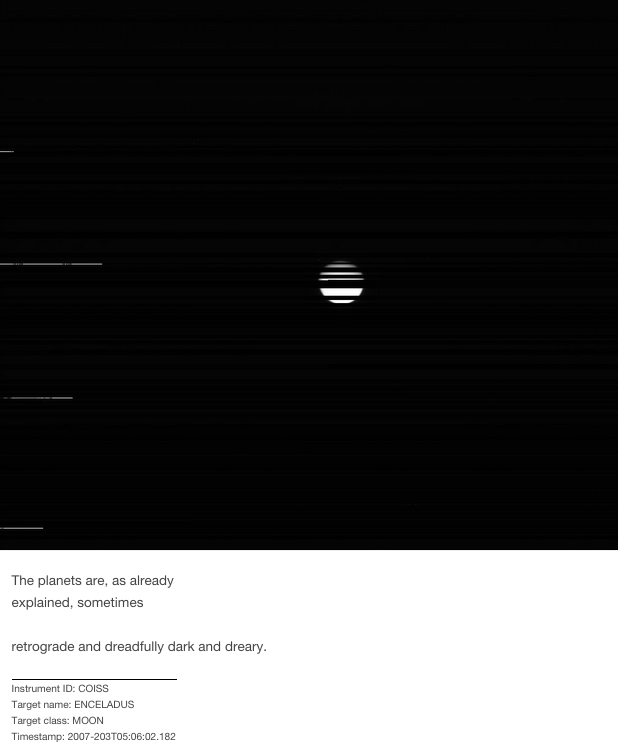 The planets are, as already
explained, sometimes
retrograde and dreadfully dark and dreary.
Instrument ID: COISS
Target name: ENCELADUS
Target class: MOON
Timestamp: 2007-203T05:06:02.182